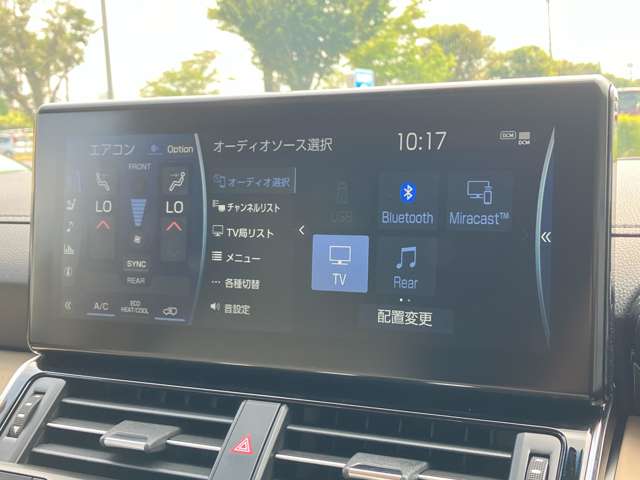 エアコン
Option
FRONT
LO
LO
SYNC
REAR
A/C
ECO
HEAT/COOL
オーディオソース選択
10:17
DCM
DCM
オーディオ選択
チャンネルリスト
TV局リスト
メニュー
各種切替
音設定
USB
Bluetooth
Miracast™
TV
Rear
配置変更